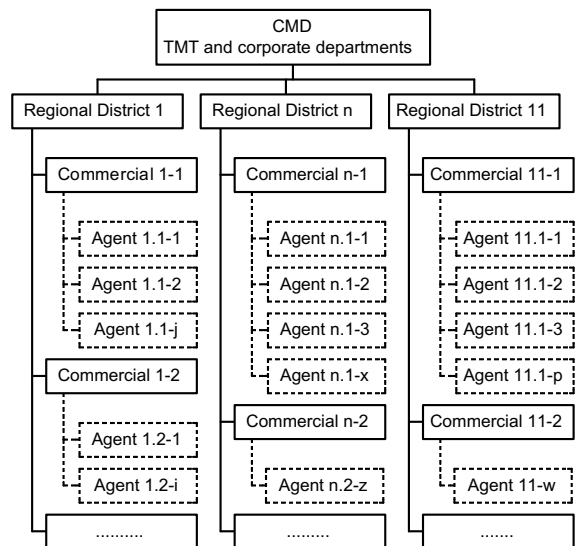 CMD
TMT and corporate departments
Regional District 1
Regional District n
Regional District 11
Commercial 1-1
Agent 1.1-1
Agent 1.1-2
Agent 1.1-j
Commercial 1-2
Agent 1.2-1
Agent 1.2-i
..........
Commercial n-1
Agent n.1-1
Agent n.1-2
Agent n.1-3
Agent n.1-x
Commercial n-2
Agent n.2-z
..........
Commercial 11-1
Agent 11.1-1
Agent 11.1-2
Agent 11.1-3
Agent 11.1-p
Commercial 11-2
Agent 11-w
.......